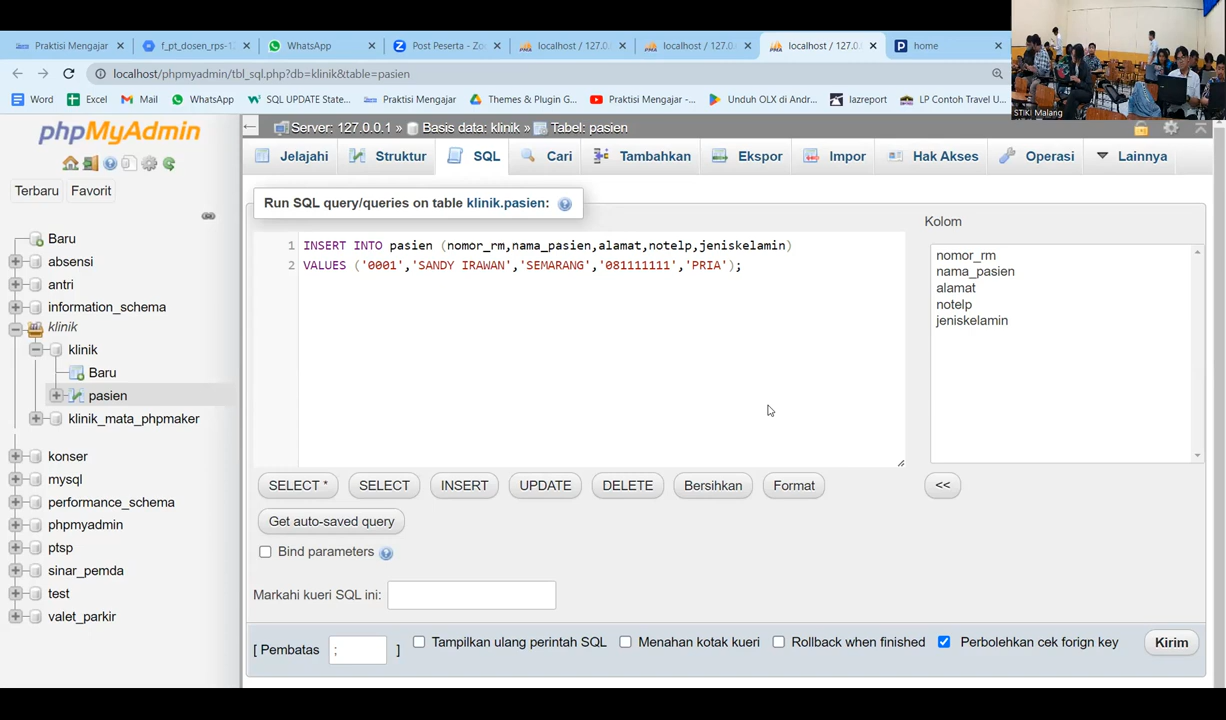 Praktisi Mengajar
f_pt_dosen_rps-1
WhatsApp
Post Peserta - Zo
localhost / 127.0
localhost / 127.0.
localhost / 127.0.
home
localhost/phpmyadmin/tbl_sql.php?db=klinik&table=pasien
Word
Excel
Mail
WhatsApp
SQL UPDATE State...
Praktisi Mengajar
Themes & Plugin G...
Praktisi Mengajar -...
Unduh OLX di Andr...
lazreport
LP Contoh Travel U...
STIKI Malang
phpMyAdmin
Terbaru
Favorit
Baru
absensi
antri
information_schema
klinik
klinik
Baru
pasien
klinik_mata_phpmaker
konser
mysql
performance_schema
phpmyadmin
ptsp
sinar_pemda
test
valet_parkir
Server: 127.0.0.1 » Basis data: klinik » Tabel: pasien
Jelajahi
Struktur
SQL
Cari
Tambahkan
Ekspor
Impor
Hak Akses
Operasi
Lainnya
Run SQL query/queries on table klinik.pasien:
1 INSERT INTO pasien (nomor_rm,nama_pasien,alamat,notelp,jeniskelamin)
2 VALUES ('0001','SANDY IRAWAN','SEMARANG','081111111','PRIA');
Kolom
nomor_rm
nama_pasien
alamat
notelp
jeniskelamin
SELECT *
SELECT
INSERT
UPDATE
DELETE
Bersihkan
Format
<<
Get auto-saved query
Bind parameters
Markahi kueri SQL ini:
[ Pembatas ; ]
Tampilkan ulang perintah SQL
Menahan kotak kueri
Rollback when finished
Perbolehkan cek forign key
Kirim